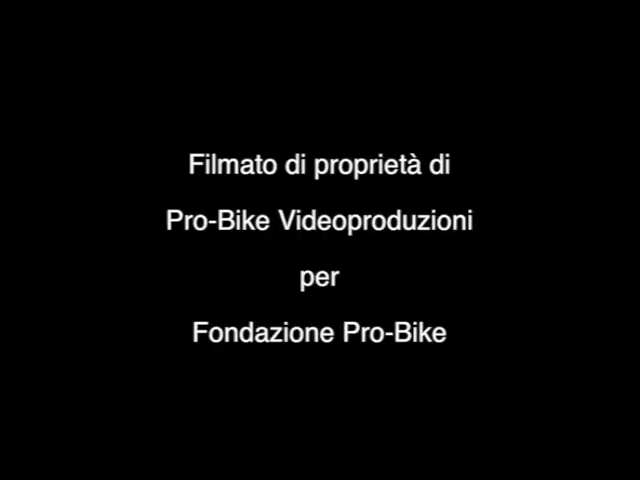 Filmato di proprietà di
Pro-Bike Videoproduzioni
per
Fondazione Pro-Bike